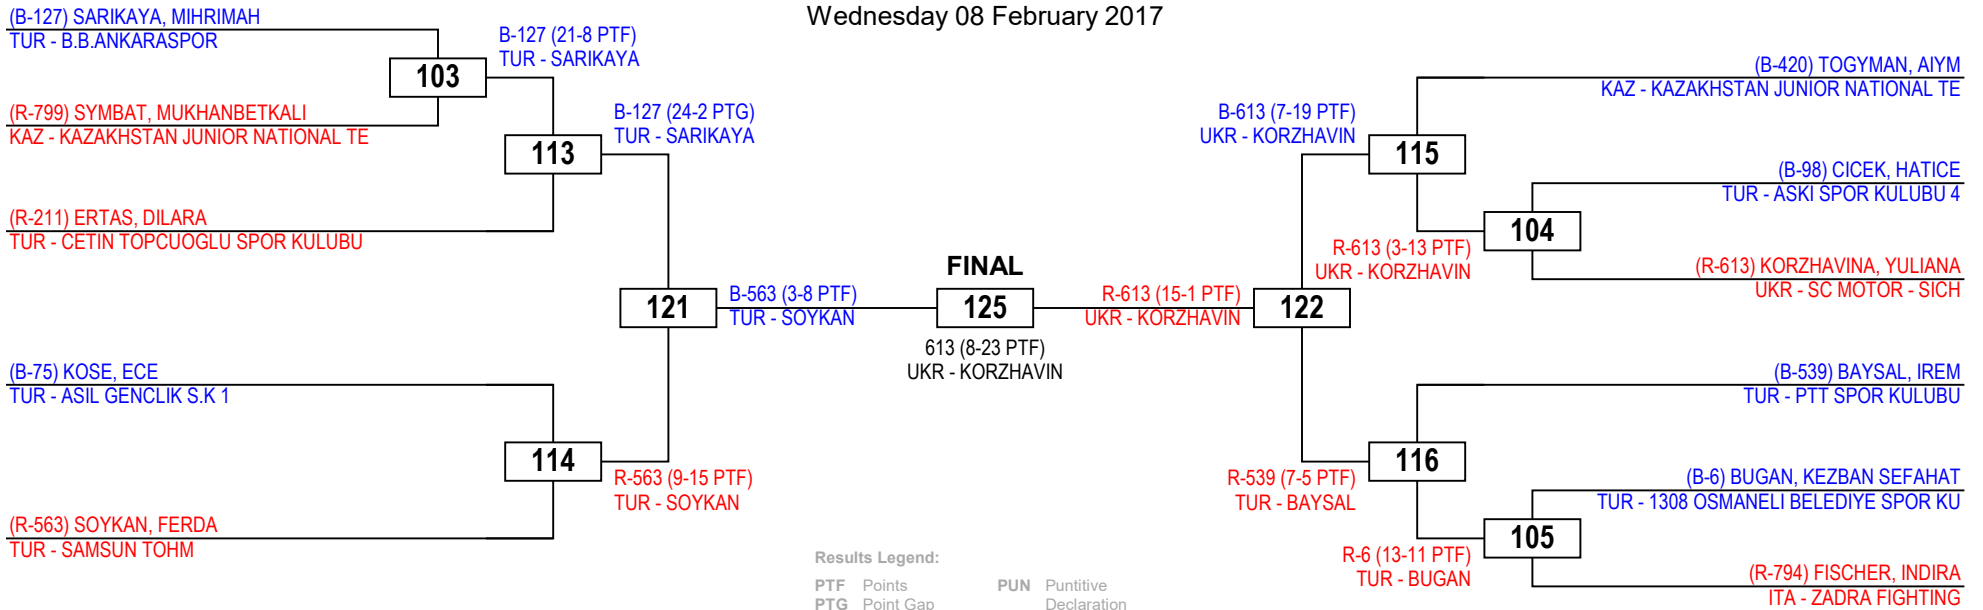 Wednesday 08 February 2017
(B-127) SARIKAYA, MIHRIMAH
TUR - B.B.ANKARASPOR
B-127 (21-8 PTF)
TUR - SARIKAYA
103
(R-799) SYMBAT, MUKHANBETKALI
KAZ - KAZAKHSTAN JUNIOR NATIONAL TE
B-127 (24-2 PTG)
TUR - SARIKAYA
113
(R-211) ERTAS, DILARA
TUR - CETIN TOPCUOGLU SPOR KULUBU
121
B-563 (3-8 PTF)
TUR - SOYKAN
(B-75) KOSE, ECE
TUR - ASIL GENCLIK S.K 1
114
R-563 (9-15 PTF)
TUR - SOYKAN
(R-563) SOYKAN, FERDA
TUR - SAMSUN TOHM
FINAL
125
613 (8-23 PTF)
UKR - KORZHAVIN
R-613 (15-1 PTF)
UKR - KORZHAVIN
122
(B-420) TOGYMAN, AIYM
KAZ - KAZAKHSTAN JUNIOR NATIONAL TE
B-613 (7-19 PTF)
UKR - KORZHAVIN
115
(B-98) CICEK, HATICE
TUR - ASKI SPOR KULUBU 4
104
R-613 (3-13 PTF)
UKR - KORZHAVIN
(R-613) KORZHAVINA, YULIANA
UKR - SC MOTOR - SICH
(B-539) BAYSAL, IREM
TUR - PTT SPOR KULUBU
116
R-539 (7-5 PTF)
TUR - BAYSAL
(B-6) BUGAN, KEZBAN SEFAHAT
TUR - 1308 OSMANELI BELEDIYE SPOR KU
105
R-6 (13-11 PTF)
TUR - BUGAN
(R-794) FISCHER, INDIRA
ITA - ZADRA FIGHTING
Results Legend:
PTF Points PUN Puntitive
PTG Point Gap Declaration